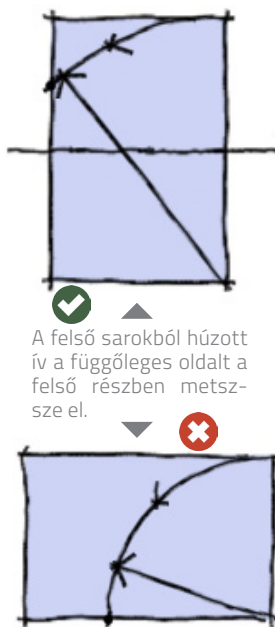 A felső sarokból húzott
ív a függőleges oldalt a
felső részben metsz-
sze el.